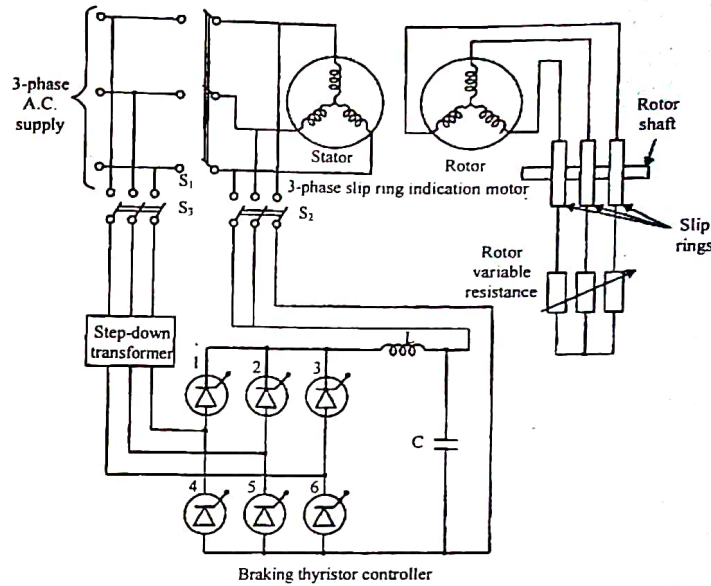 3-phase
A.C.
supply
S₁
S₃
S₂
Stator
Rotor
3-phase slip ring indication motor
Rotor
shaft
Slip
rings
Rotor
variable
resistance
Step-down
transformer
L
1
2
3
C
4
5
6
Braking thyristor controller